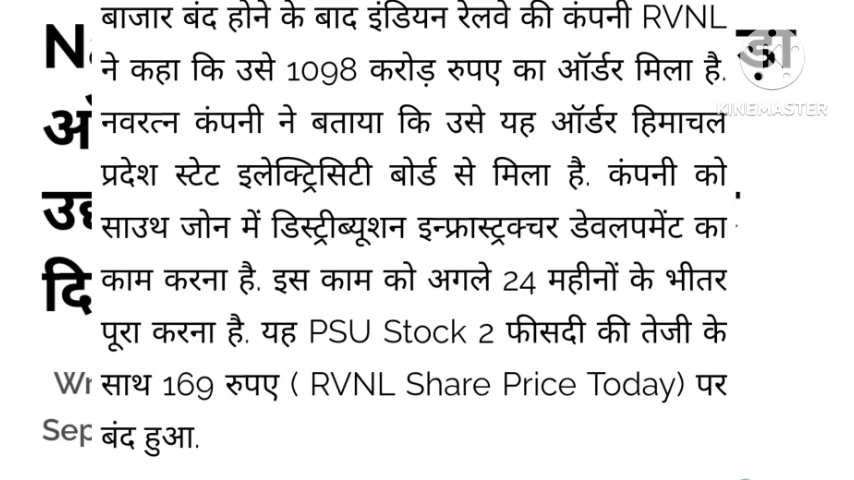 बाजार बंद होने के बाद इंडियन रेलवे की कंपनी RVNL
ने कहा कि उसे 1098 करोड़ रुपए का ऑर्डर मिला है.
KINEMASTER
नवरत्न कंपनी ने बताया कि उसे यह ऑर्डर हिमाचल
प्रदेश स्टेट इलेक्ट्रिसिटी बोर्ड से मिला है. कंपनी को
साउथ जोन में डिस्ट्रीब्यूशन इन्फ्रास्ट्रक्चर डेवलपमेंट का
काम करना है. इस काम को अगले 24 महीनों के भीतर
पूरा करना है. यह PSU Stock 2 फीसदी की तेजी के
साथ 169 रुपए ( RVNL Share Price Today) पर
बंद हुआ.